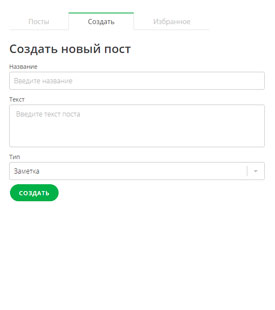 Посты Создать Избранное
Создать новый пост
Название
Введите название
Текст
Введите текст поста
Тип
Заметка
СОЗДАТЬ